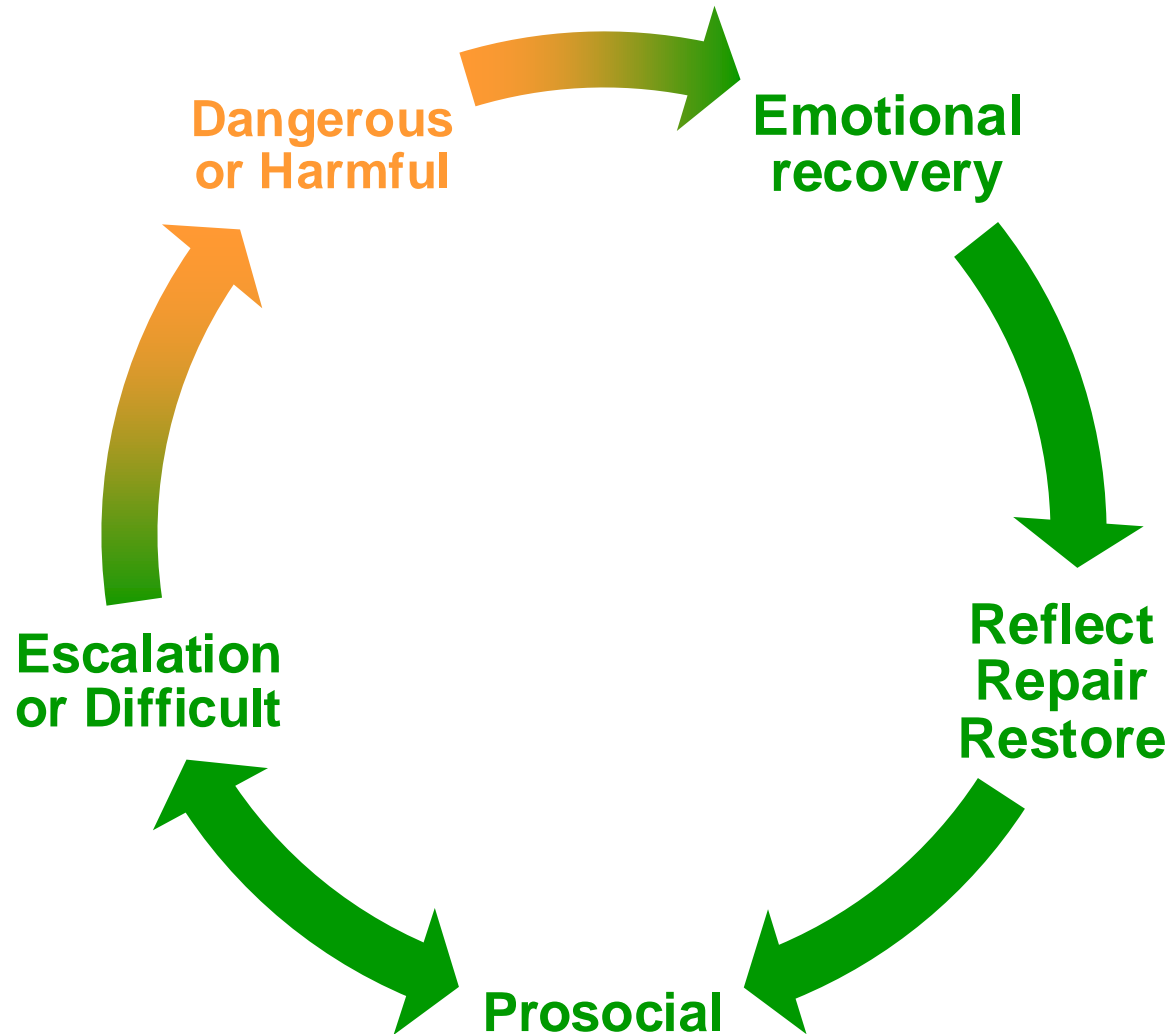 Dangerous
or Harmful
Emotional
recovery
Reflect
Repair
Restore
Prosocial
Escalation
or Difficult